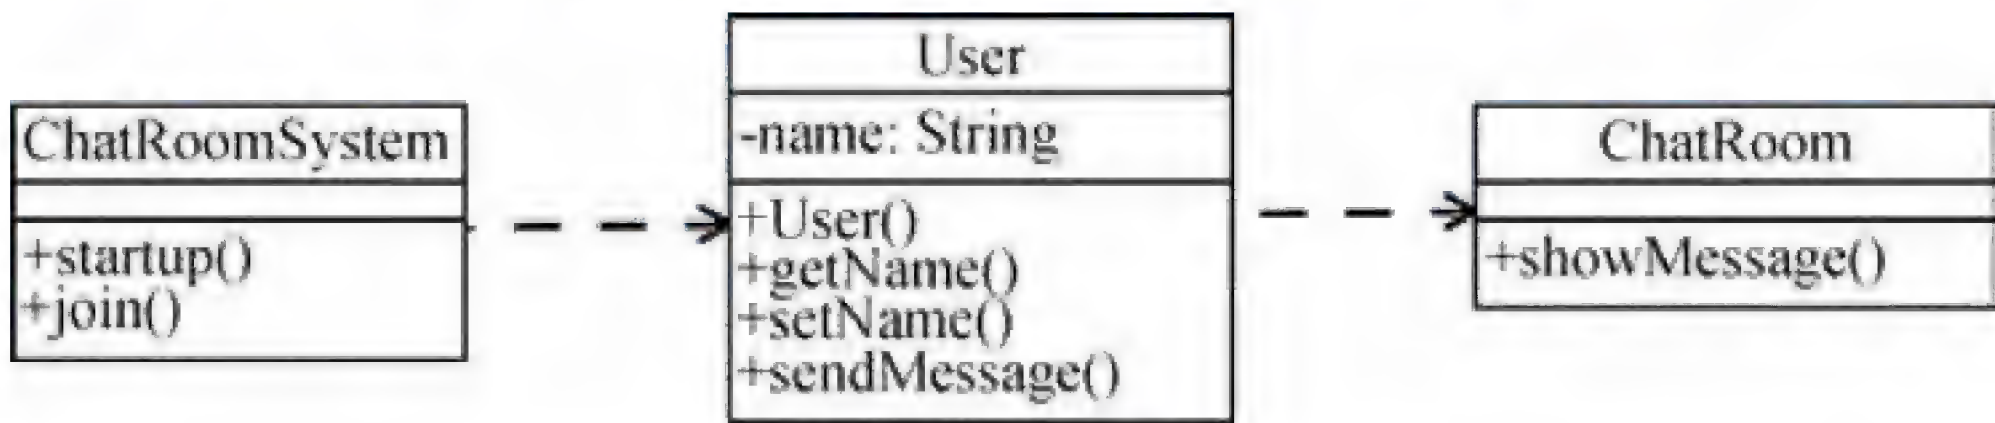 ChatRoomSystem
+startup()
+join()
User
-name: String
+User()
+getName()
+setName()
+sendMessage()
ChatRoom
+showMessage()